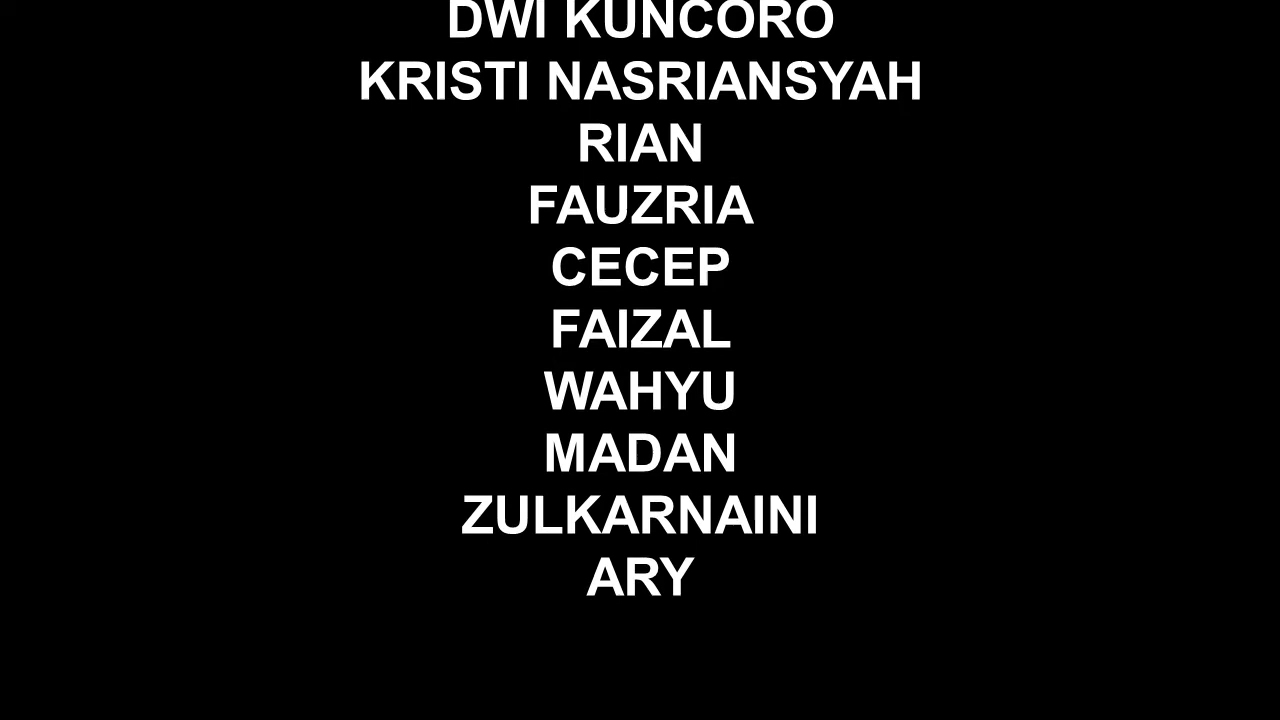 DWI KUNCORO
KRISTI NASRIANSYAH
RIAN
FAUZRIA
CECEP
FAIZAL
WAHYU
MADAN
ZULKARNAINI
ARY